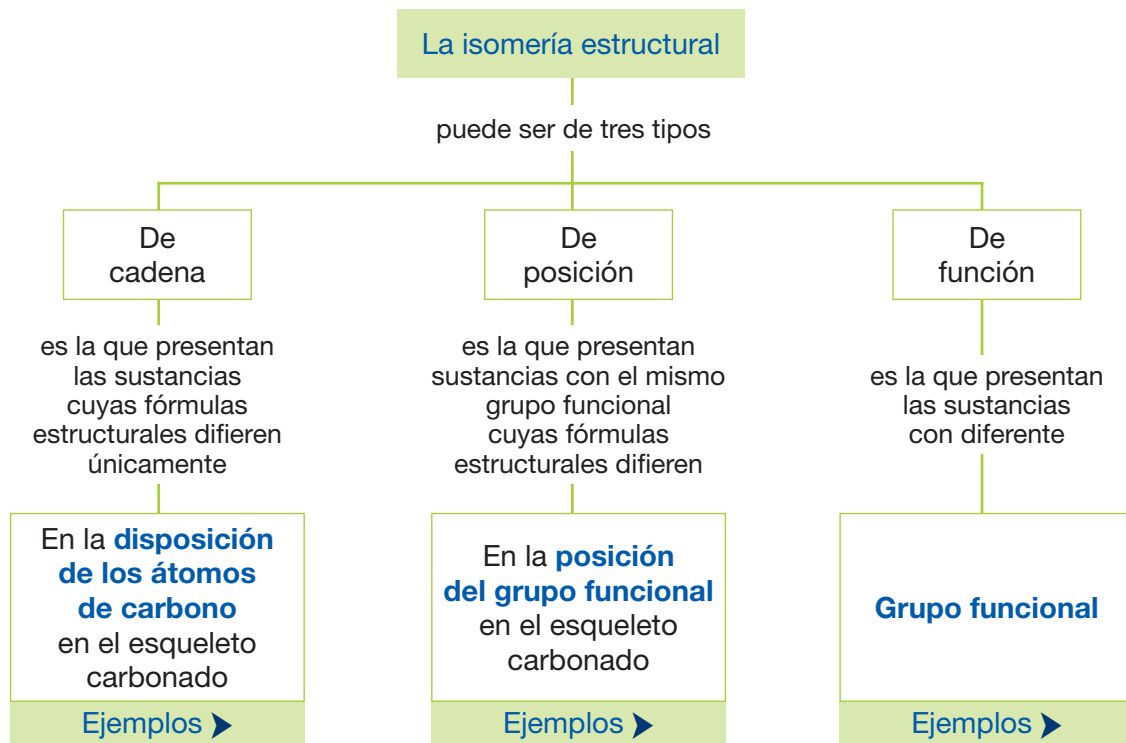 La isomería estructural
puede ser de tres tipos
De
cadena
es la que presentan
las sustancias
cuyas fórmulas
estructurales difieren
únicamente
En la disposición
de los átomos
de carbono
en el esqueleto
carbonado
Ejemplos ➤
De
posición
es la que presentan
sustancias con el mismo
grupo funcional
cuyas fórmulas
estructurales difieren
En la posición
del grupo funcional
en el esqueleto
carbonado
Ejemplos ➤
De
función
es la que presentan
las sustancias
con diferente
Grupo funcional
Ejemplos ➤